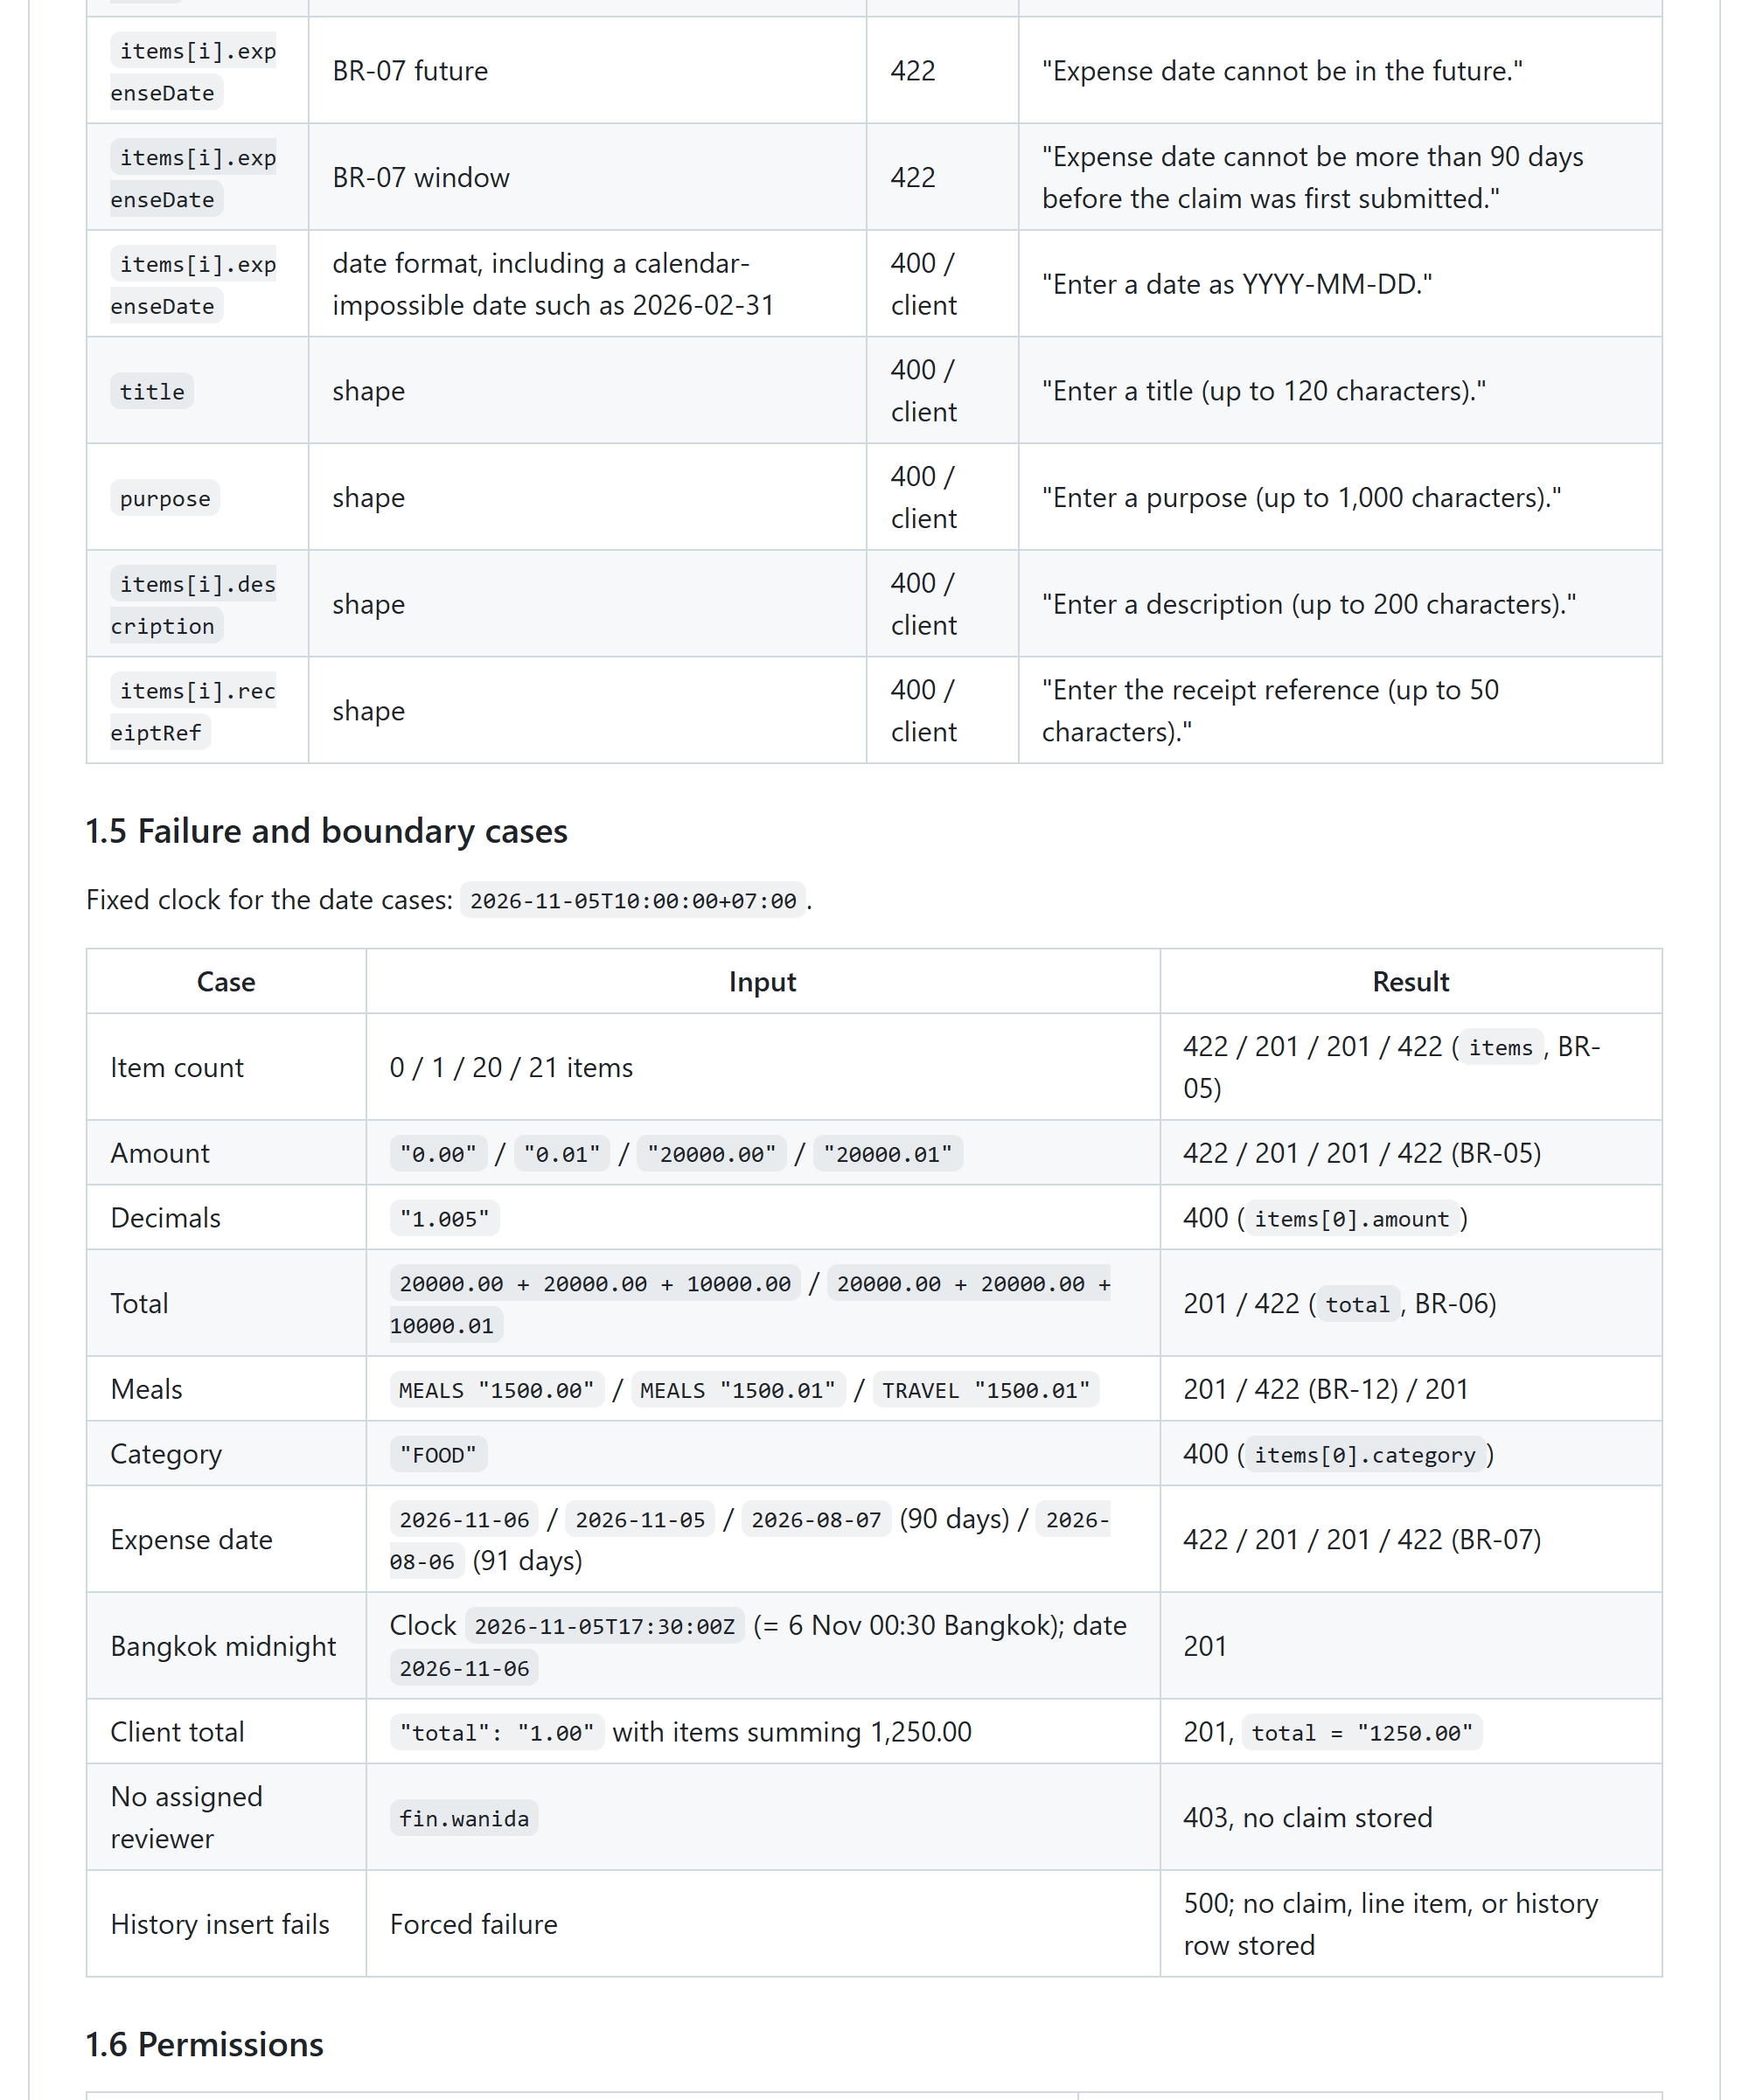 items[i].exp
enseDate
BR-07 future
422
"Expense date cannot be in the future."
items[i].exp
enseDate
BR-07 window
422
"Expense date cannot be more than 90 days
before the claim was first submitted."
items[i].exp
enseDate
date format, including a calendar-
impossible date such as 2026-02-31
400 /
client
"Enter a date as YYYY-MM-DD."
title
shape
400 /
client
"Enter a title (up to 120 characters)."
purpose
shape
400 /
client
"Enter a purpose (up to 1,000 characters)."
items[i].des
cription
shape
400 /
client
"Enter a description (up to 200 characters)."
items[i].rec
eiptRef
shape
400 /
client
"Enter the receipt reference (up to 50
characters)."
1.5 Failure and boundary cases
Fixed clock for the date cases: 2026-11-05T10:00:00+07:00.
Case
Input
Result
Item count
0 / 1 / 20 / 21 items
422 / 201 / 201 / 422 (items, BR-
05)
Amount
"0.00" / "0.01" / "20000.00" / "20000.01"
422 / 201 / 201 / 422 (BR-05)
Decimals
"1.005"
400 (items[0].amount)
Total
20000.00 + 20000.00 + 10000.00 / 20000.00 + 20000.00 +
10000.01
201 / 422 (total, BR-06)
Meals
MEALS "1500.00" / MEALS "1500.01" / TRAVEL "1500.01"
201 / 422 (BR-12) / 201
Category
"FOOD"
400 (items[0].category)
Expense date
2026-11-06 / 2026-11-05 / 2026-08-07 (90 days) / 2026-
08-06 (91 days)
422 / 201 / 201 / 422 (BR-07)
Bangkok midnight
Clock 2026-11-05T17:30:00Z (= 6 Nov 00:30 Bangkok); date
2026-11-06
201
Client total
"total": "1.00" with items summing 1,250.00
201, total = "1250.00"
No assigned
reviewer
fin.wanida
403, no claim stored
History insert fails
Forced failure
500; no claim, line item, or history
row stored
1.6 Permissions